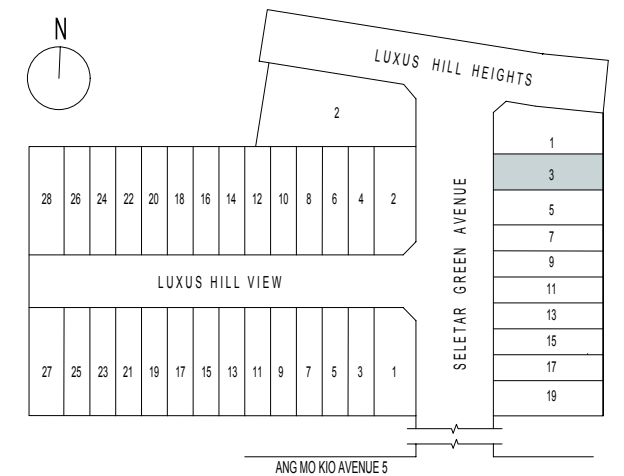 N
LUXUS HILL HEIGHTS
2
1
3
5
7
9
11
13
15
17
19
SELETAR GREEN AVENUE
28 26 24 22 20 18 16 14 12 10 8 6 4 2
LUXUS HILL VIEW
27 25 23 21 19 17 15 13 11 9 7 5 3 1
ANG MO KIO AVENUE 5